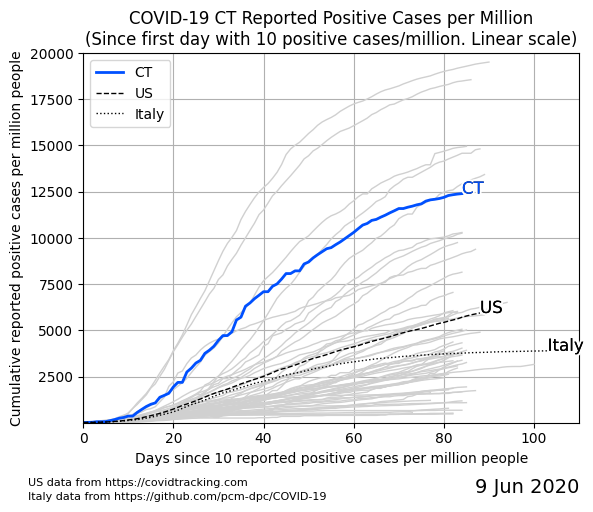 COVID-19 CT Reported Positive Cases per Million
(Since first day with 10 positive cases/million. Linear scale)
Cumulative reported positive cases per million people
20000
17500
15000
12500
10000
7500
5000
2500
CT
US
Italy
CT
US
Italy
0
20
40
60
80
100
Days since 10 reported positive cases per million people
US data from https://covidtracking.com
Italy data from https://github.com/pcm-dpc/COVID-19
9 Jun 2020